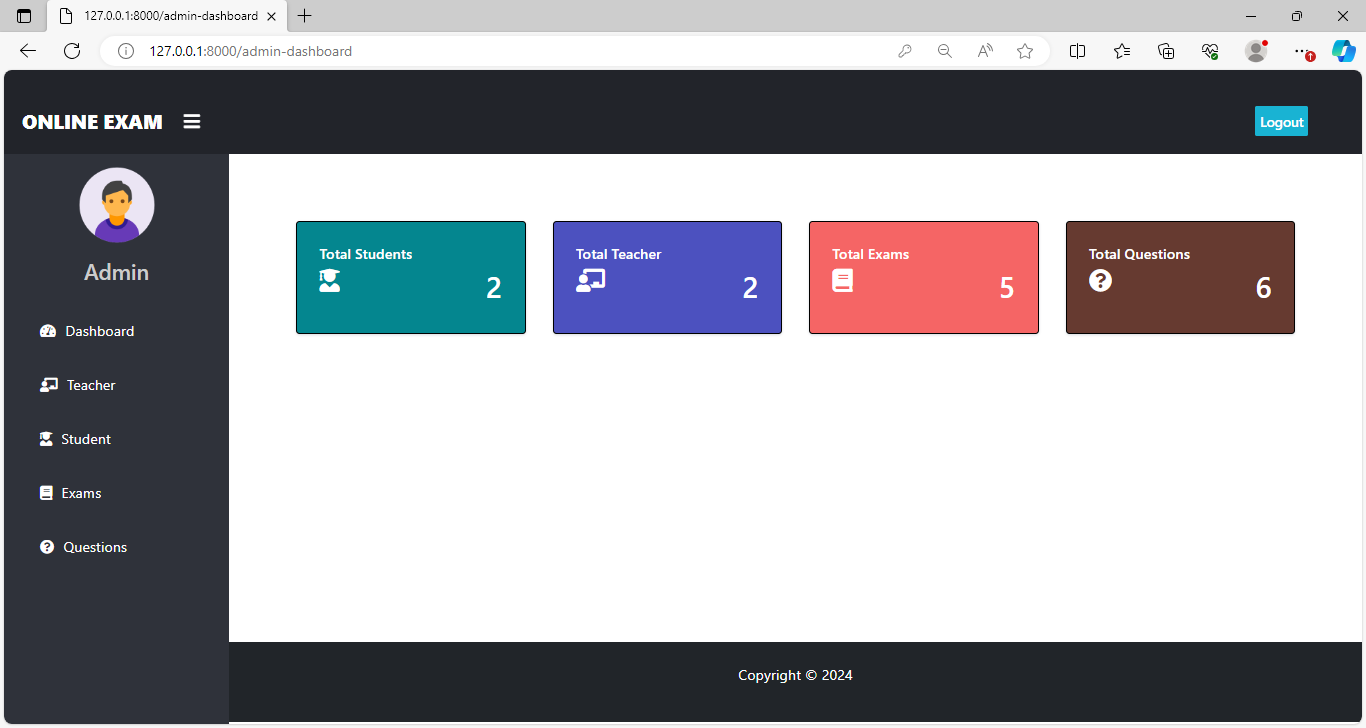 127.0.0.1:8000/admin-dashboard
127.0.0.1:8000/admin-dashboard
ONLINE EXAM
Logout
Admin
Dashboard
Teacher
Student
Exams
Questions
Total Students
2
Total Teacher
2
Total Exams
5
Total Questions
6
Copyright © 2024